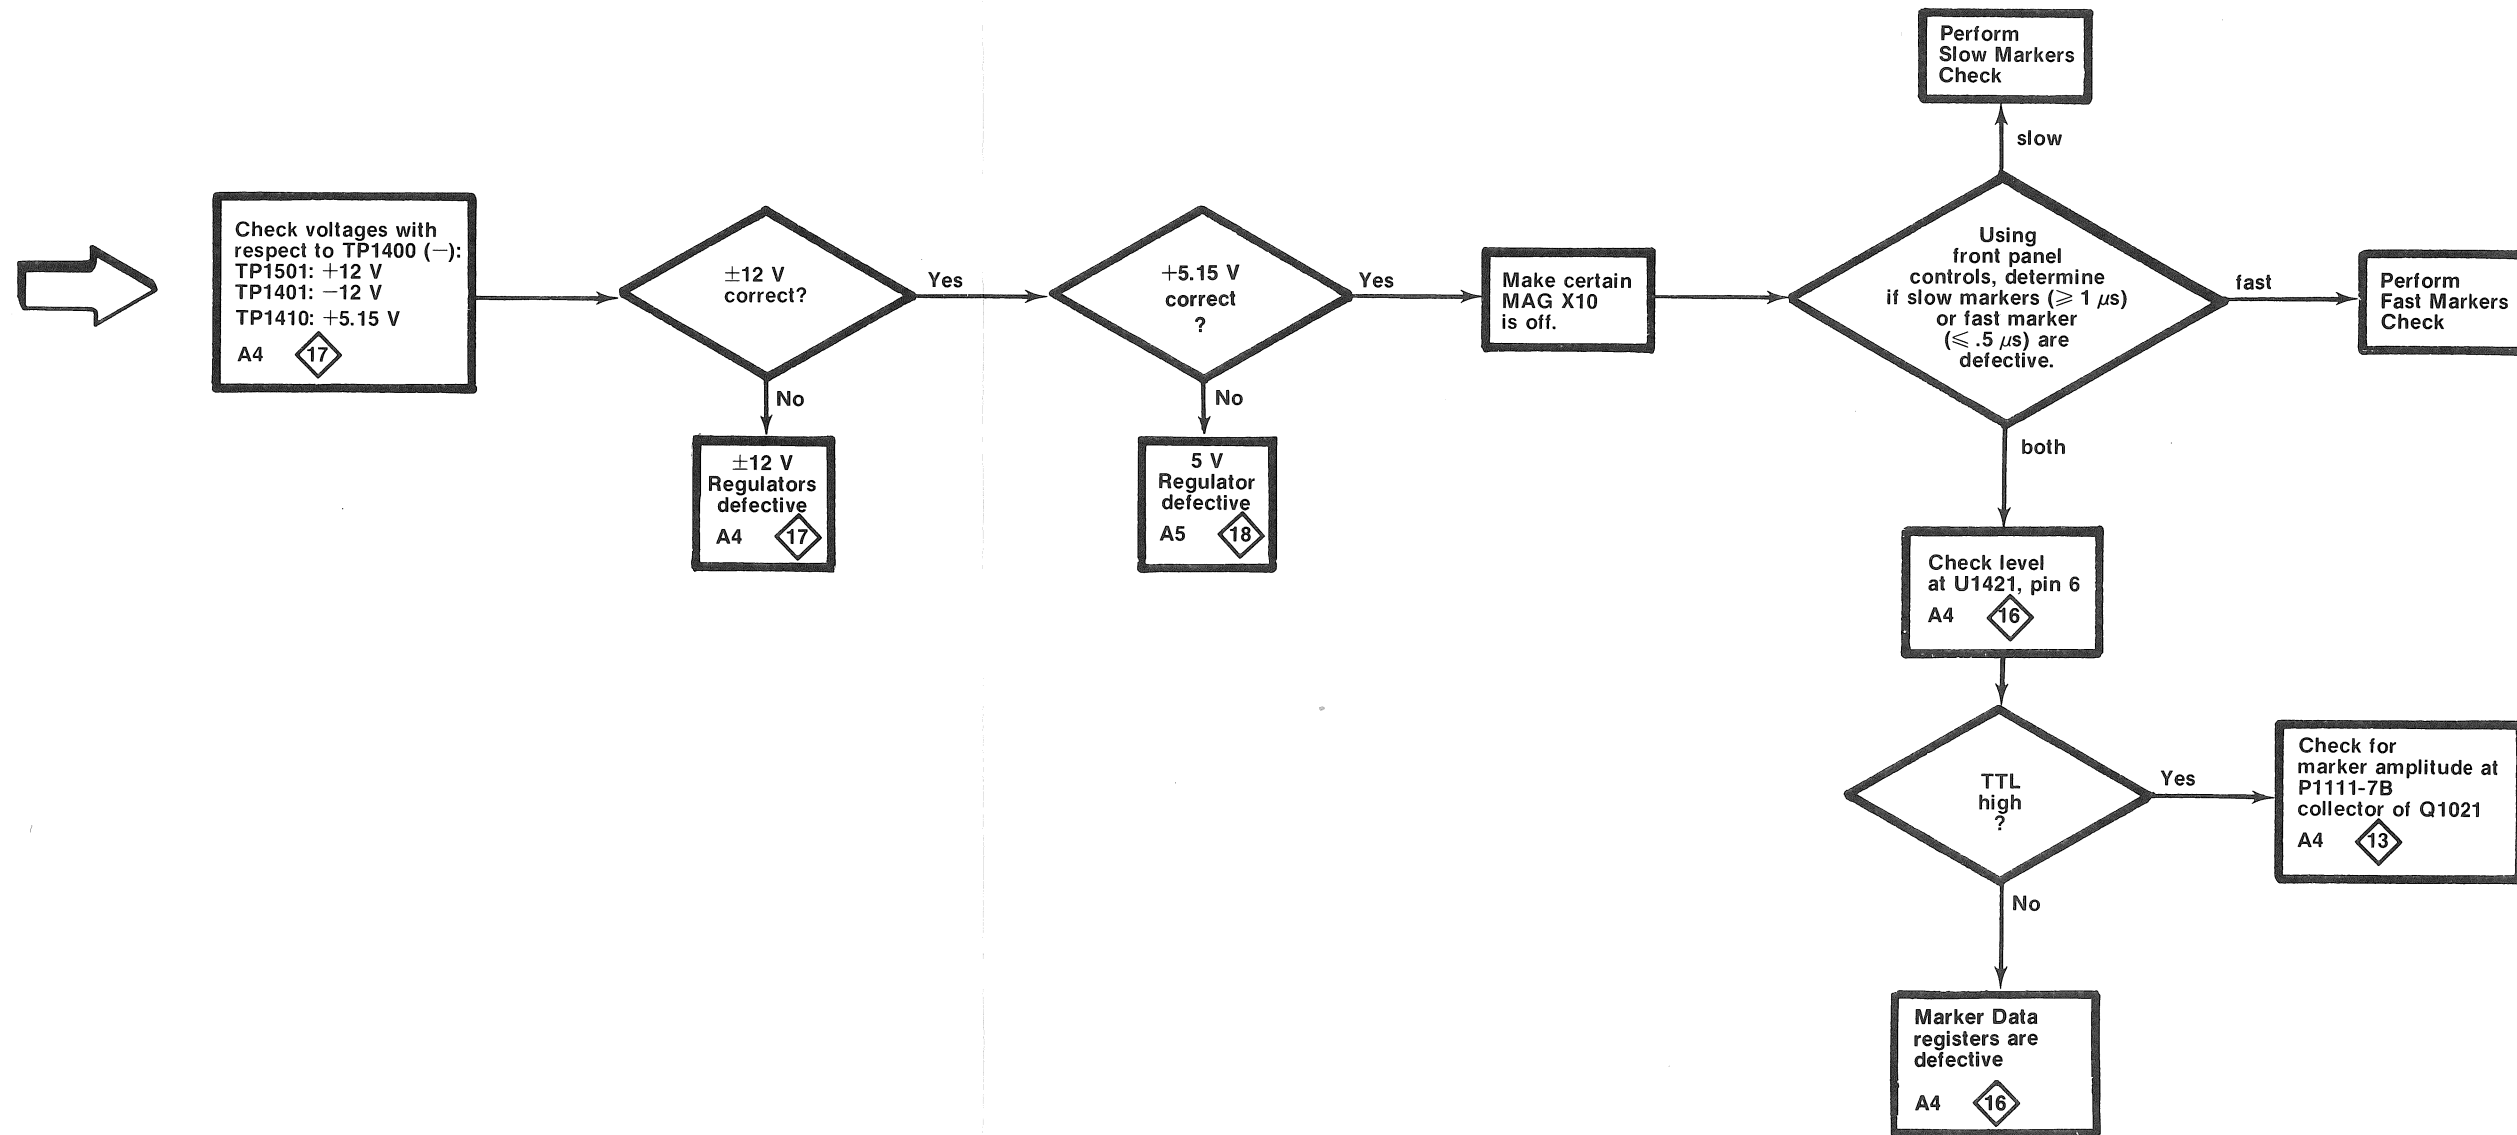 Perform
Slow Markers
Check
slow
Check voltages with
respect to TP1400 (−):
TP1501: +12 V
TP1401: −12 V
TP1410: +5.15 V
A4 17
±12 V
correct?
Yes
No
±12 V
Regulators
defective
A4 17
+5.15 V
correct
?
Yes
No
5 V
Regulator
defective
A5 18
Make certain
MAG X10
is off.
Using
front panel
controls, determine
if slow markers (⩾ 1 µs)
or fast marker
(⩽ .5 µs) are
defective.
fast
Perform
Fast Markers
Check
both
Check level
at U1421, pin 6
A4 16
TTL
high
?
Yes
Check for
marker amplitude at
P1111-7B
collector of Q1021
A4 13
No
Marker Data
registers are
defective
A4 16